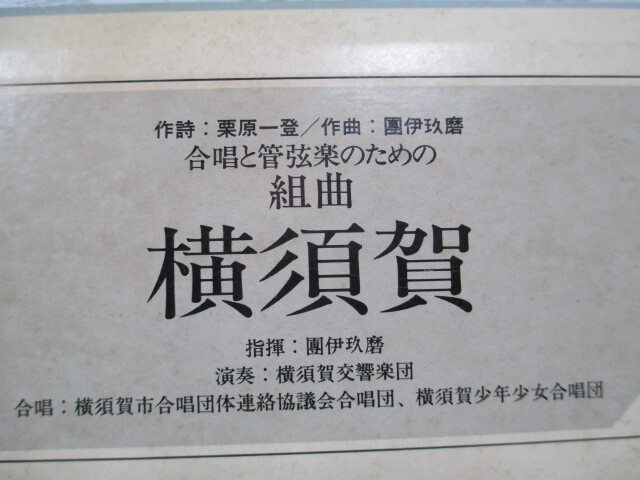 作詩：栗原一登／作曲：團伊玖磨
合唱と管弦楽のための
組曲
横須賀
指揮：團伊玖磨
演奏：横須賀交響楽団
合唱：横須賀市合唱団体連絡協議会合唱団、横須賀少年少女合唱団